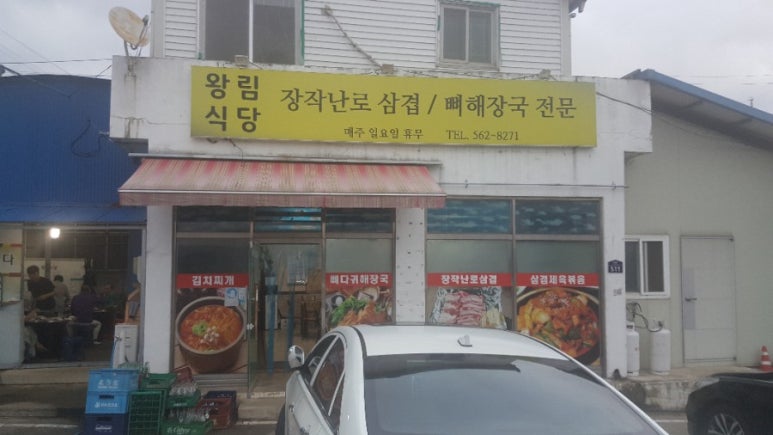 왕림
식당
장작난로 삼겹 / 뼈해장국 전문
매주 일요일 휴무 TEL. 562-8271
김치찌개
뼈다귀해장국
장작난로삼겹
삼겹제육볶음
다